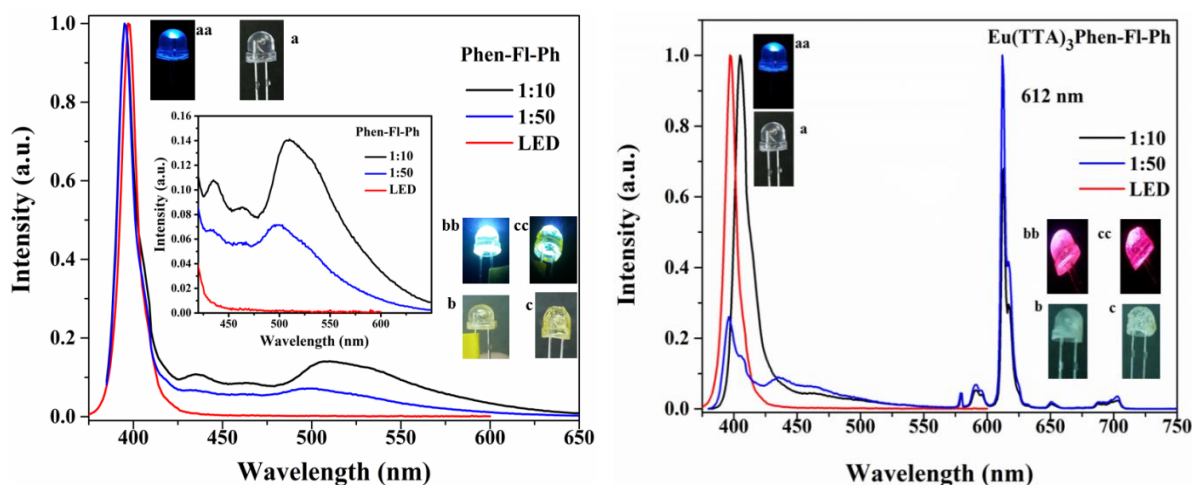 1.0
0.8
0.6
0.4
0.2
0.0
Intensity (a.u.)
400
450
500
550
600
650
Wavelength (nm)
aa
a
Phen-Fl-Ph
1:10
1:50
LED
0.16
0.14
0.12
0.10
0.08
0.06
0.04
0.02
0.00
Intensity (a.u.)
Phen-Fl-Ph
1:10
1:50
LED
450
500
550
600
Wavelength (nm)
bb
cc
b
c
1.0
0.8
0.6
0.4
0.2
0.0
Intensity (a.u.)
400
450
500
550
600
650
700
750
Wavelength (nm)
aa
a
Eu(TTA)₃Phen-Fl-Ph
612 nm
1:10
1:50
LED
bb
cc
b
c